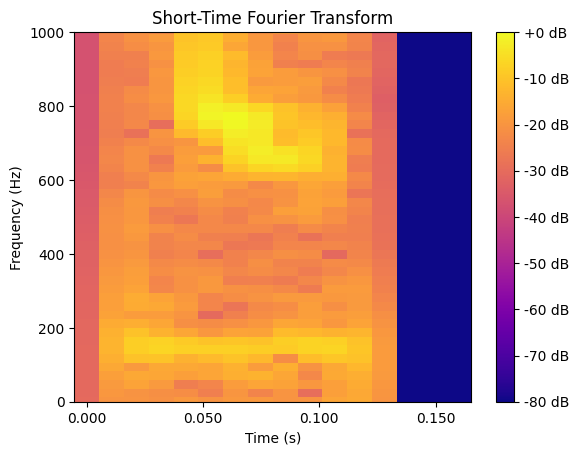 Short-Time Fourier Transform
1000
800
600
400
200
0
Frequency (Hz)
0.000
0.050
0.100
0.150
Time (s)
+0 dB
-10 dB
-20 dB
-30 dB
-40 dB
-50 dB
-60 dB
-70 dB
-80 dB